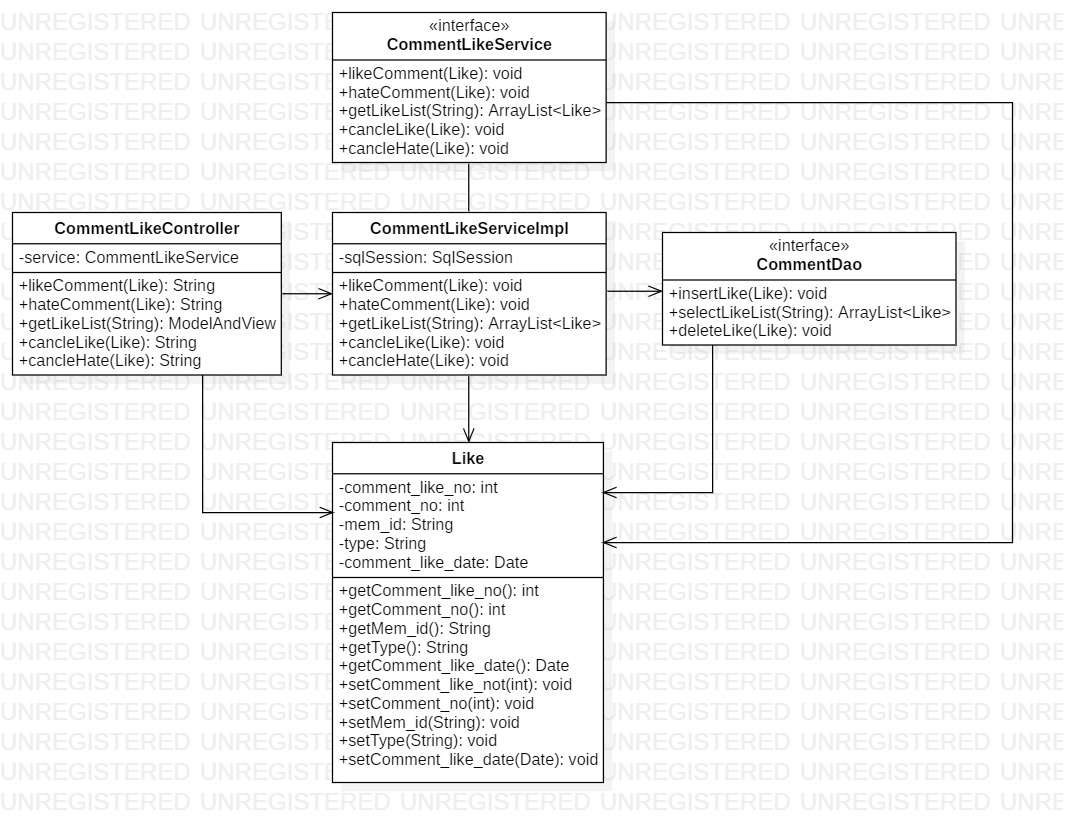 «interface»
CommentLikeService
+likeComment(Like): void
+hateComment(Like): void
+getLikeList(String): ArrayList<Like>
+cancleLike(Like): void
+cancleHate(Like): void
CommentLikeController
-service: CommentLikeService
+likeComment(Like): String
+hateComment(Like): String
+getLikeList(String): ModelAndView
+cancleLike(Like): String
+cancleHate(Like): String
CommentLikeServiceImpl
-sqlSession: SqlSession
+likeComment(Like): void
+hateComment(Like): void
+getLikeList(String): ArrayList<Like>
+cancleLike(Like): void
+cancleHate(Like): void
«interface»
CommentDao
+insertLike(Like): void
+selectLikeList(String): ArrayList<Like>
+deleteLike(Like): void
Like
-comment_like_no: int
-comment_no: int
-mem_id: String
-type: String
-comment_like_date: Date
+getComment_like_no(): int
+getComment_no(): int
+getMem_id(): String
+getType(): String
+getComment_like_date(): Date
+setComment_like_not(int): void
+setComment_no(int): void
+setMem_id(String): void
+setType(String): void
+setComment_like_date(Date): void
UNREGISTERED